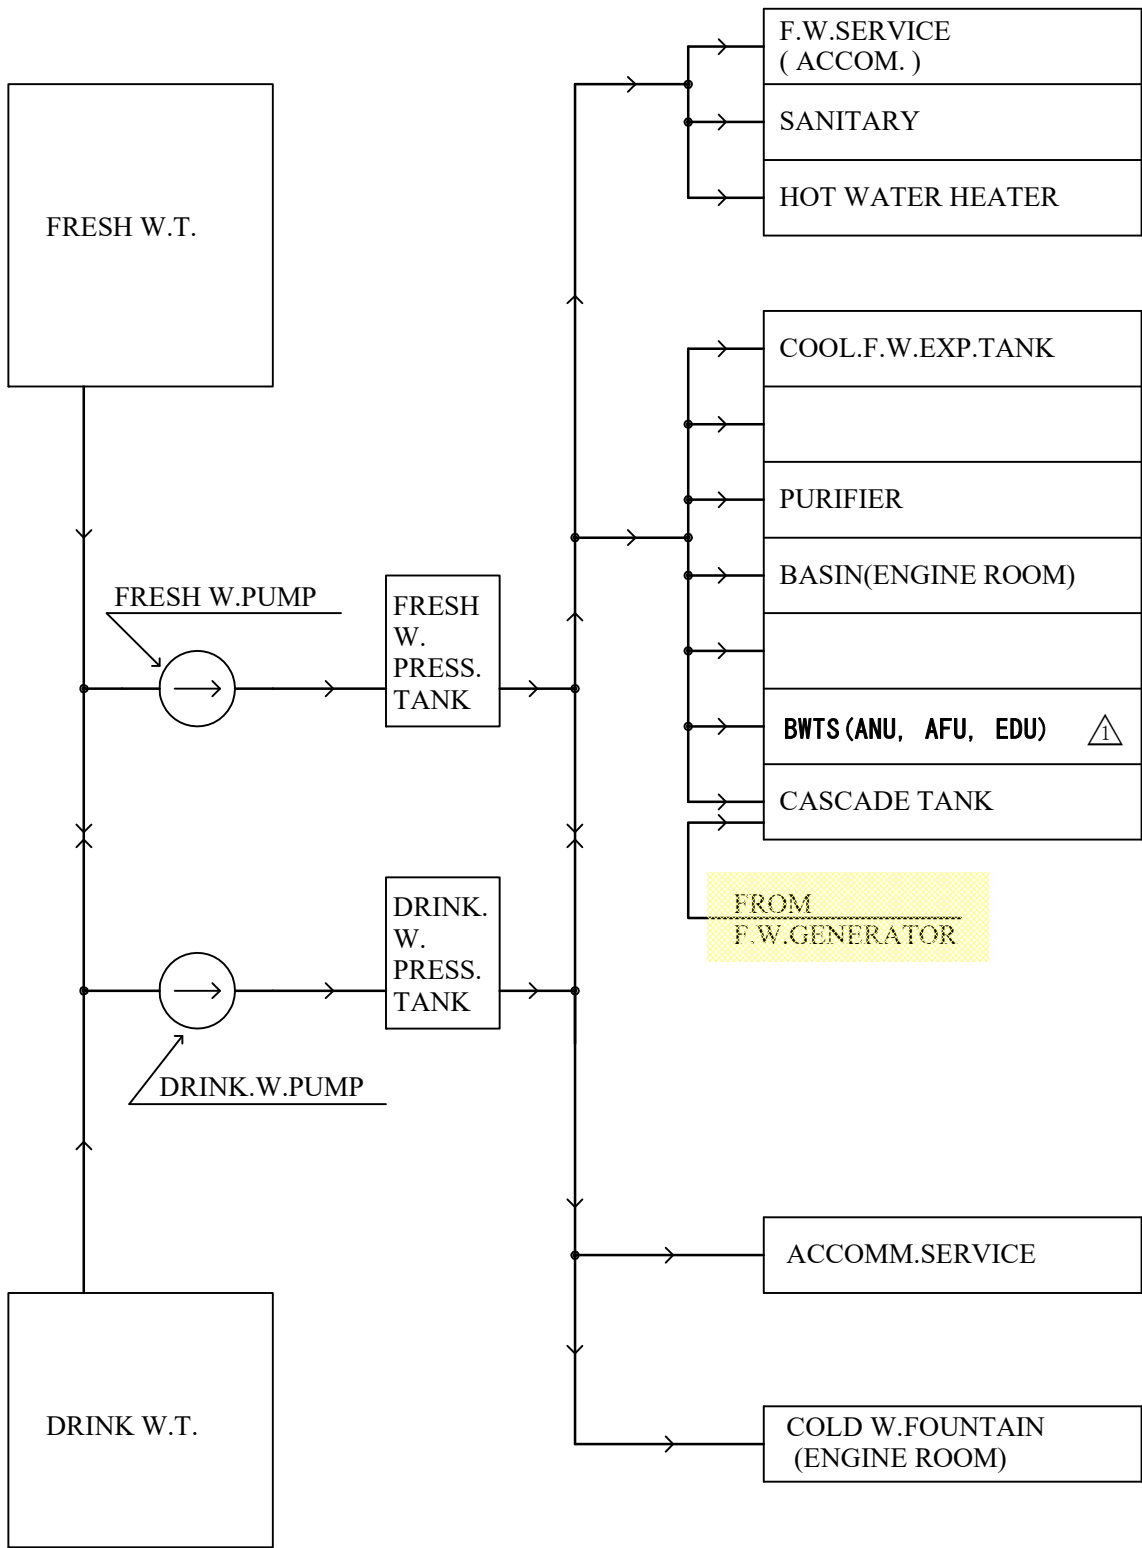 F.W.SERVICE
( ACCOM. )
SANITARY
HOT WATER HEATER
FRESH W.T.
COOL.F.W.EXP.TANK
PURIFIER
BASIN(ENGINE ROOM)
BWTS(ANU, AFU, EDU) 1
CASCADE TANK
FROM
F.W.GENERATOR
FRESH W.PUMP
FRESH
W.
PRESS.
TANK
DRINK.
W.
PRESS.
TANK
DRINK.W.PUMP
ACCOMM.SERVICE
DRINK W.T.
COLD W.FOUNTAIN
(ENGINE ROOM)